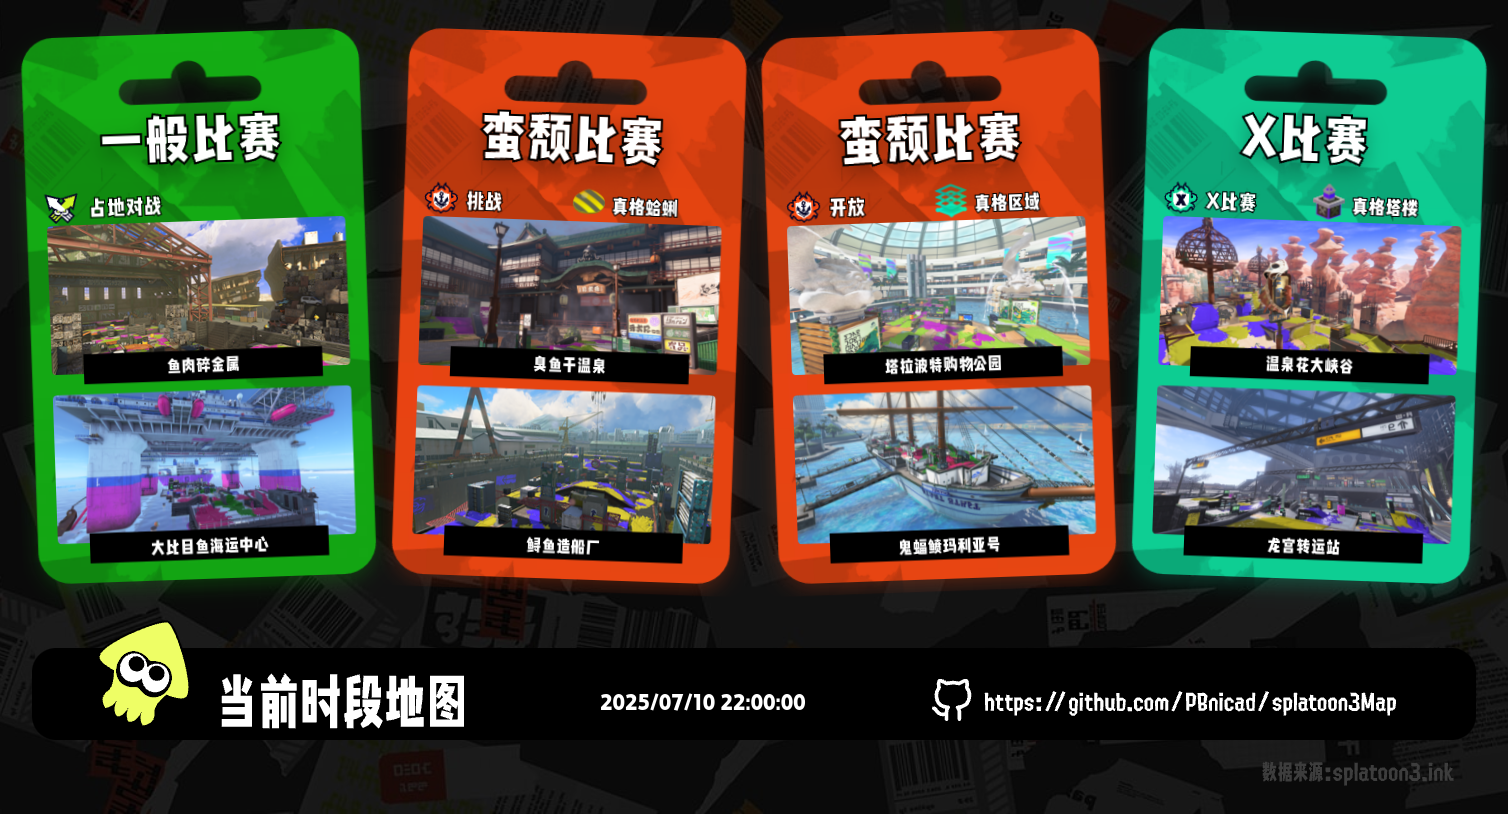 一般比赛
占地对战
鱼肉碎金属
大比目鱼海运中心
蛮颓比赛
挑战
真格蛤蜊
臭鱼干温泉
鲟鱼造船厂
蛮颓比赛
开放
真格区域
塔拉波特购物公园
鬼蝠鲼玛利亚号
X比赛
X比赛
真格塔楼
温泉花大峡谷
龙宫转运站
当前时段地图
2025/07/10 22:00:00
https://github.com/PBnicad/splatoon3Map
数据来源:splatoon3.ink